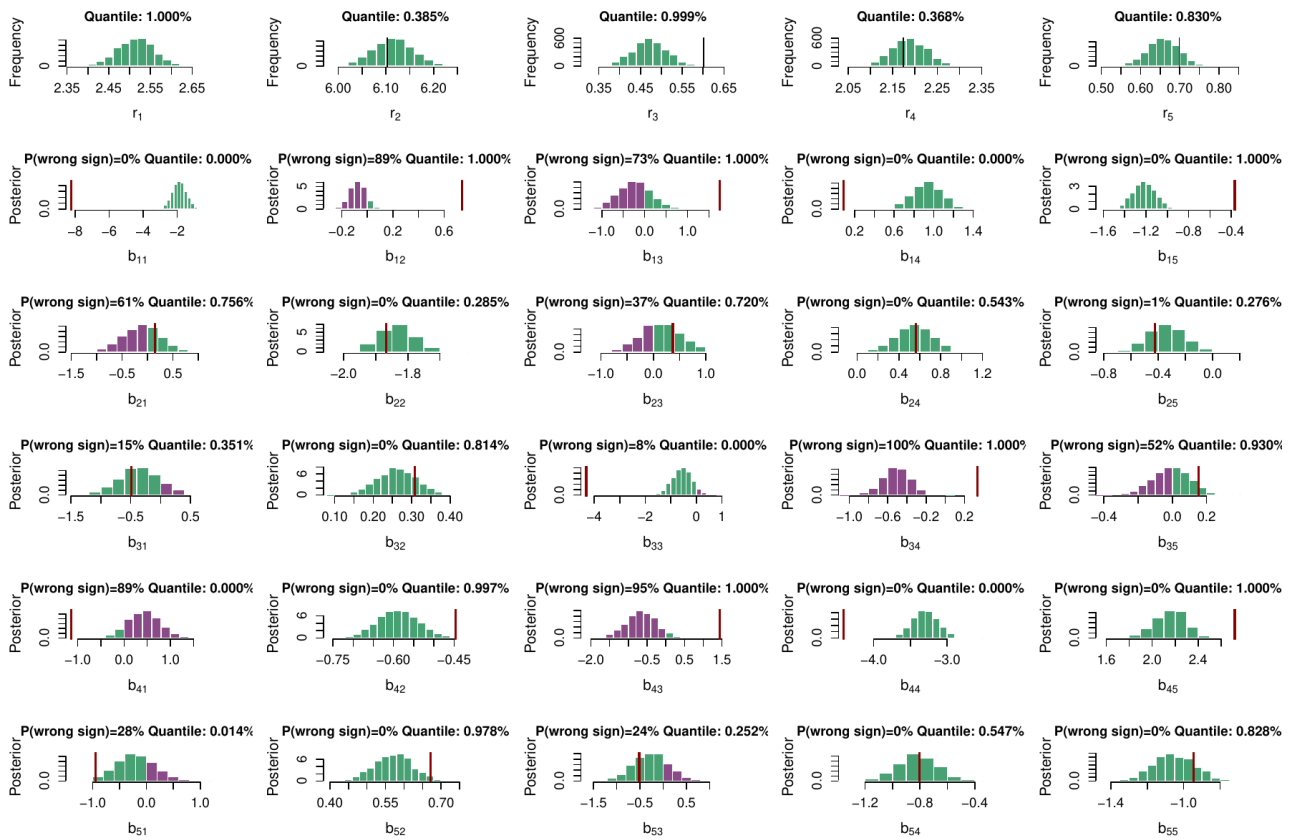 Quantile: 1.000% Quantile: 0.385% Quantile: 0.999% Quantile: 0.368% Quantile: 0.830%
Frequency 0 Frequency 0 Frequency 0 600 Frequency 0 600 Frequency 0
2.35 2.45 2.55 2.65 6.00 6.10 6.20 0.35 0.45 0.55 0.65 2.05 2.15 2.25 2.35 0.50 0.60 0.70 0.80
r1 r2 r3 r4 r5
P(wrong sign)=0% Quantile: 0.000% P(wrong sign)=89% Quantile: 1.000% P(wrong sign)=73% Quantile: 1.000% P(wrong sign)=0% Quantile: 0.000% P(wrong sign)=0% Quantile: 1.000%
Posterior 0.0 Posterior 0 5 Posterior 0.0 Posterior 0.0 Posterior 0 3
−8 −6 −4 −2 −0.2 0.2 0.6 −1.0 0.0 1.0 0.2 0.6 1.0 1.4 −1.6 −1.2 −0.8 −0.4
b11 b12 b13 b14 b15
P(wrong sign)=61% Quantile: 0.756% P(wrong sign)=0% Quantile: 0.285% P(wrong sign)=37% Quantile: 0.720% P(wrong sign)=0% Quantile: 0.543% P(wrong sign)=1% Quantile: 0.276%
Posterior 0.0 Posterior 0 5 Posterior 0.0 Posterior 0.0 Posterior 0.0
−1.5 −0.5 0.5 −2.0 −1.8 −1.0 0.0 1.0 0.0 0.4 0.8 1.2 −0.8 −0.4 0.0
b21 b22 b23 b24 b25
P(wrong sign)=15% Quantile: 0.351% P(wrong sign)=0% Quantile: 0.814% P(wrong sign)=8% Quantile: 0.000% P(wrong sign)=100% Quantile: 1.000% P(wrong sign)=52% Quantile: 0.930%
Posterior 0.0 Posterior 0 6 Posterior 0.0 Posterior 0.0 Posterior 0.0
−1.5 −0.5 0.5 0.10 0.20 0.30 0.40 −4 −2 0 1 −1.0 −0.6 −0.2 0.2 −0.4 0.0 0.2
b31 b32 b33 b34 b35
P(wrong sign)=89% Quantile: 0.000% P(wrong sign)=0% Quantile: 0.997% P(wrong sign)=95% Quantile: 1.000% P(wrong sign)=0% Quantile: 0.000% P(wrong sign)=0% Quantile: 1.000%
Posterior 0.0 Posterior 0 6 Posterior 0.0 Posterior 0.0 Posterior 0.0
−1.0 0.0 1.0 −0.75 −0.60 −0.45 −2.0 −0.5 0.5 1.5 −4.0 −3.0 1.6 2.0 2.4
b41 b42 b43 b44 b45
P(wrong sign)=28% Quantile: 0.014% P(wrong sign)=0% Quantile: 0.978% P(wrong sign)=24% Quantile: 0.252% P(wrong sign)=0% Quantile: 0.547% P(wrong sign)=0% Quantile: 0.828%
Posterior 0.0 Posterior 0 6 Posterior 0.0 Posterior 0.0 Posterior 0.0
−1.0 0.0 1.0 0.40 0.55 0.70 −1.5 −0.5 0.5 −1.2 −0.8 −0.4 −1.4 −1.0
b51 b52 b53 b54 b55